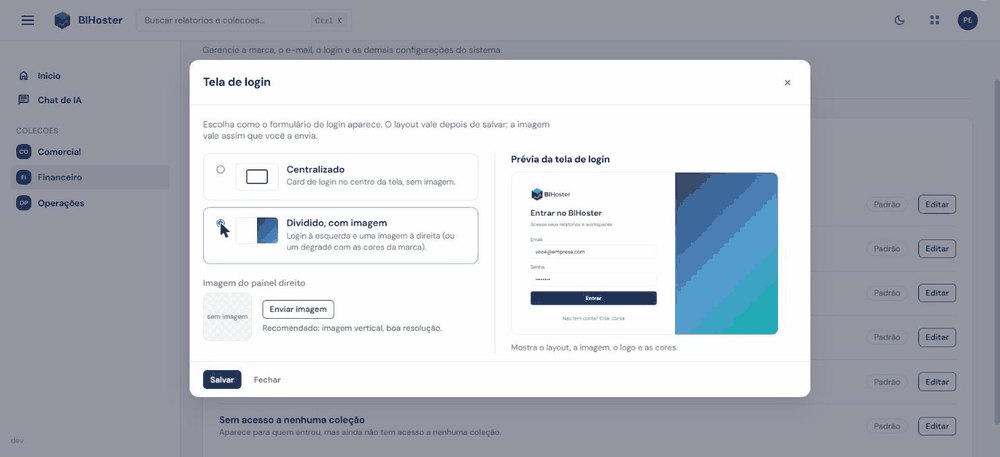 BIHoster
Buscar relatorios e colecoes...
Ctrl K
PE
Gerencie a marca, o e-mail, o login e as demais configurações do sistema.
Inicio
Chat de IA
COLECOES
CO Comercial
FI Financeiro
OP Operações
Tela de login
×
Escolha como o formulário de login aparece. O layout vale depois de salvar; a imagem
vale assim que você a envia.
Centralizado
Card de login no centro da tela, sem imagem.
Dividido, com imagem
Login à esquerda e uma imagem à direita (ou
um degradê com as cores da marca).
Imagem do painel direito
sem imagem
Enviar imagem
Recomendado: imagem vertical, boa resolução.
Prévia da tela de login
BIHoster
Entrar no BIHoster
Acesse seus relatorios e workspaces
Email
voce@empresa.com
Senha
Entrar
Nao tem conta? Criar conta
Mostra o layout, a imagem, o logo e as cores.
Salvar
Fechar
Padrão Editar
Padrão Editar
Padrão Editar
Padrão Editar
Padrão Editar
Sem acesso a nenhuma coleção
Aparece para quem entrou, mas ainda não tem acesso a nenhuma coleção.
Padrão Editar
dev